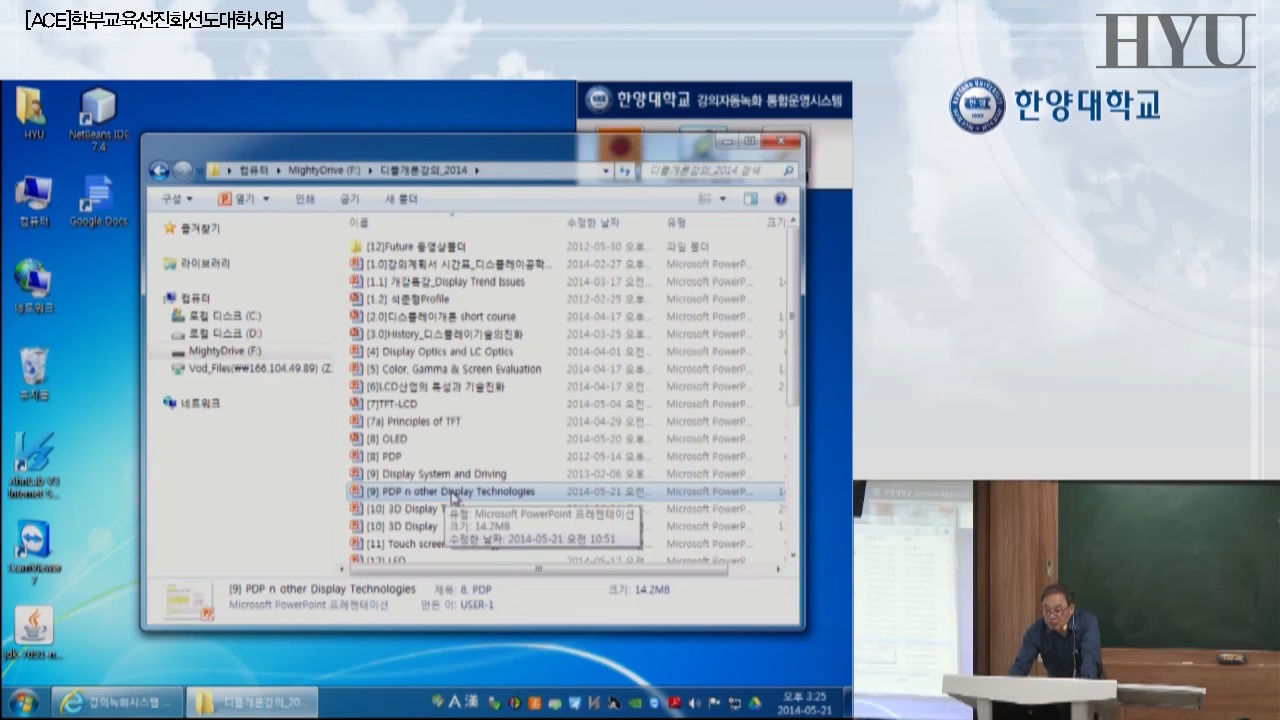 [ACE]학부교육선진화선도대학사업
HYU
한양대학교
한양대학교 강의자동녹화 통합운영시스템
HYU
NetBeans IDE 7.4
컴퓨터
Google Docs
네트워크
휴지통
AhnLab V3 Internet S...
TeamViewer 7
컴퓨터 ▸ MightyDrive (F:) ▸ 디플개론강의_2014 ▸
디플개론강의_2014 검색
구성 열기 인쇄 굽기 새 폴더
이름 수정한 날짜 유형 크기
즐겨찾기
라이브러리
컴퓨터
로컬 디스크 (C:)
로컬 디스크 (D:)
MightyDrive (F:)
Vod_Files(₩₩166.104.49.89) (Z
네트워크
[12]Future 동영상폴더 2012-05-30 오후... 파일 폴더
[1.0]강의계획서 시간표_디스플레이공학... 2014-02-27 오후... Microsoft PowerP...
[1.1] 개강특강_Display Trend Issues 2014-03-17 오전... Microsoft PowerP...
[1.2] 석준형Profile 2012-02-25 오후... Microsoft PowerP...
[2.0]디스플레이개론 short course 2014-04-17 오후... Microsoft PowerP...
[3.0]History_디스플레이기술의진화 2014-03-25 오후... Microsoft PowerP...
[4] Display Optics and LC Optics 2014-04-01 오전... Microsoft PowerP...
[5] Color, Gamma & Screen Evaluation 2014-04-17 오후... Microsoft PowerP...
[6]LCD산업의 특성과 기술진화 2014-04-17 오전... Microsoft PowerP...
[7]TFT-LCD 2014-05-04 오후... Microsoft PowerP...
[7a) Principles of TFT 2014-04-29 오전... Microsoft PowerP...
[8] OLED 2014-05-20 오후... Microsoft PowerP...
[8] PDP 2012-05-14 오후... Microsoft PowerP...
[9] Display System and Driving 2013-02-06 오후... Microsoft PowerP...
[9] PDP n other Display Technologies 2014-05-21 오전... Microsoft PowerP...
[10] 3D Display Microsoft PowerP...
[10] 3D Display Microsoft PowerP...
[11] Touch screen Microsoft PowerP...
[12]LED
유형: Microsoft PowerPoint 프레젠테이션
크기: 14.2MB
수정한 날짜: 2014-05-21 오전 10:51
[9] PDP n other Display Technologies 제목: 8. PDP 크기: 14.2MB
Microsoft PowerPoint 프레젠테이션 만든 이: USER-1
강의녹화시스템 ...
디플개론강의_20...
A 漢
오후 3:25
2014-05-21